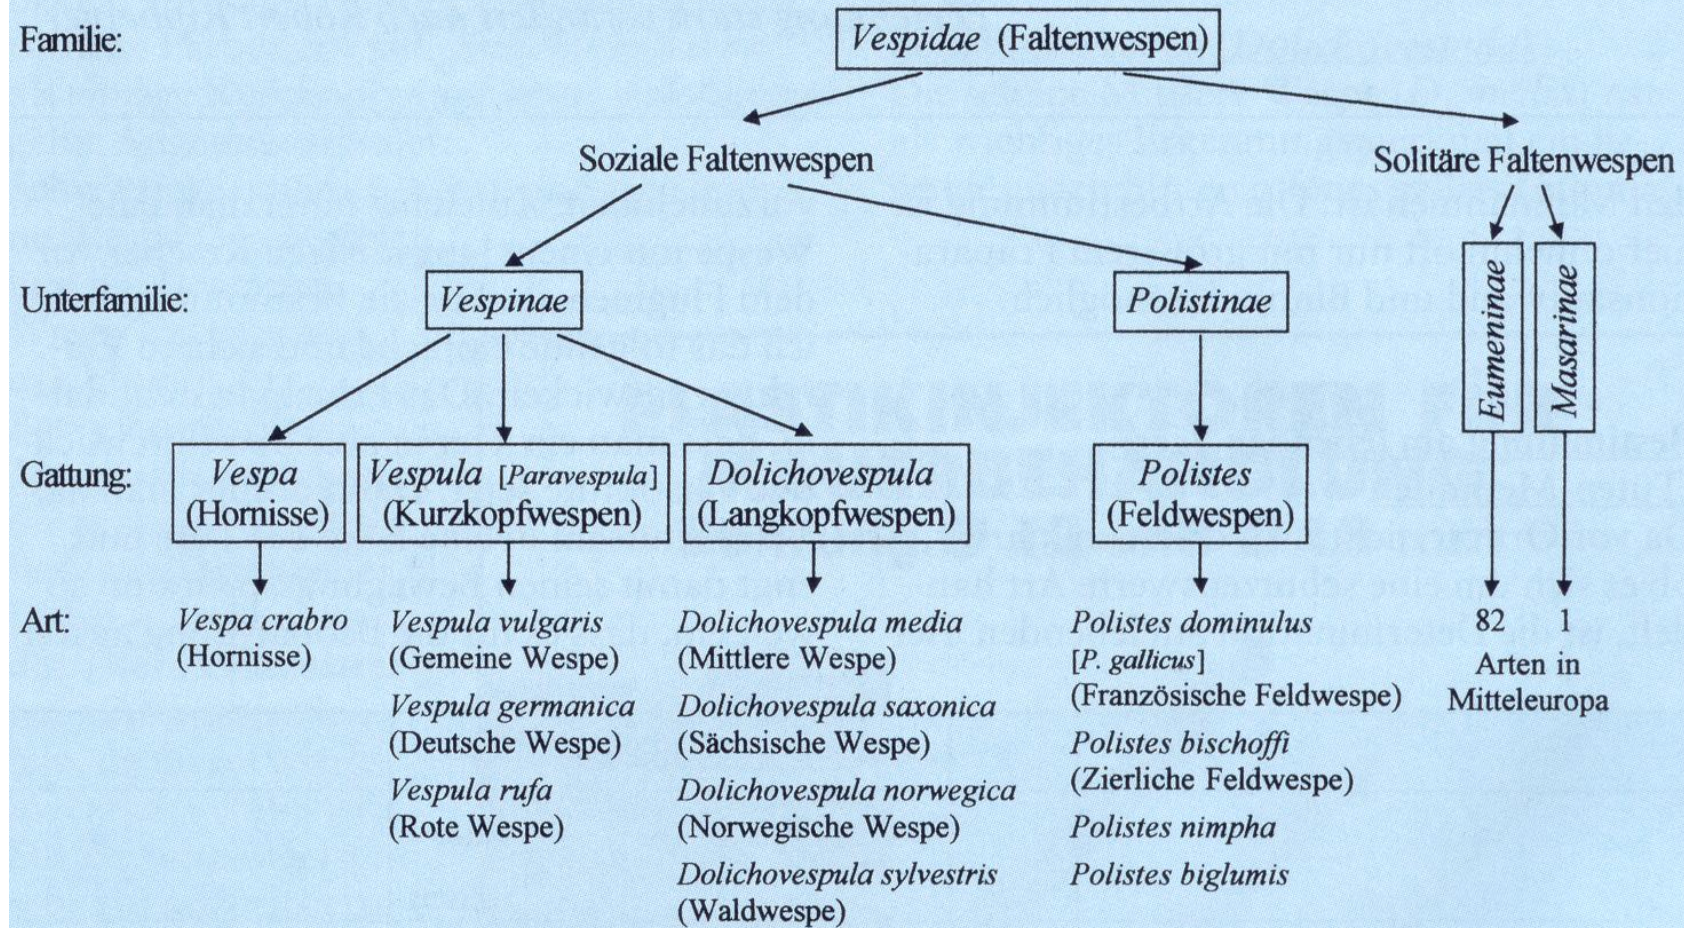 Familie:
Vespidae (Faltenwespen)
Soziale Faltenwespen
Solitäre Faltenwespen
Unterfamilie:
Vespinae
Polistinae
Eumeninae
Masarinae
Gattung:
Vespa
(Hornisse)
Vespula [Paravespula]
(Kurzkopfwespen)
Dolichovespula
(Langkopfwespen)
Polistes
(Feldwespen)
Art:
Vespa crabro
(Hornisse)
Vespula vulgaris
(Gemeine Wespe)
Vespula germanica
(Deutsche Wespe)
Vespula rufa
(Rote Wespe)
Dolichovespula media
(Mittlere Wespe)
Dolichovespula saxonica
(Sächsische Wespe)
Dolichovespula norwegica
(Norwegische Wespe)
Dolichovespula sylvestris
(Waldwespe)
Polistes dominulus
[P. gallicus]
(Französische Feldwespe)
Polistes bischoffi
(Zierliche Feldwespe)
Polistes nimpha
Polistes biglumis
82 1
Arten in
Mitteleuropa